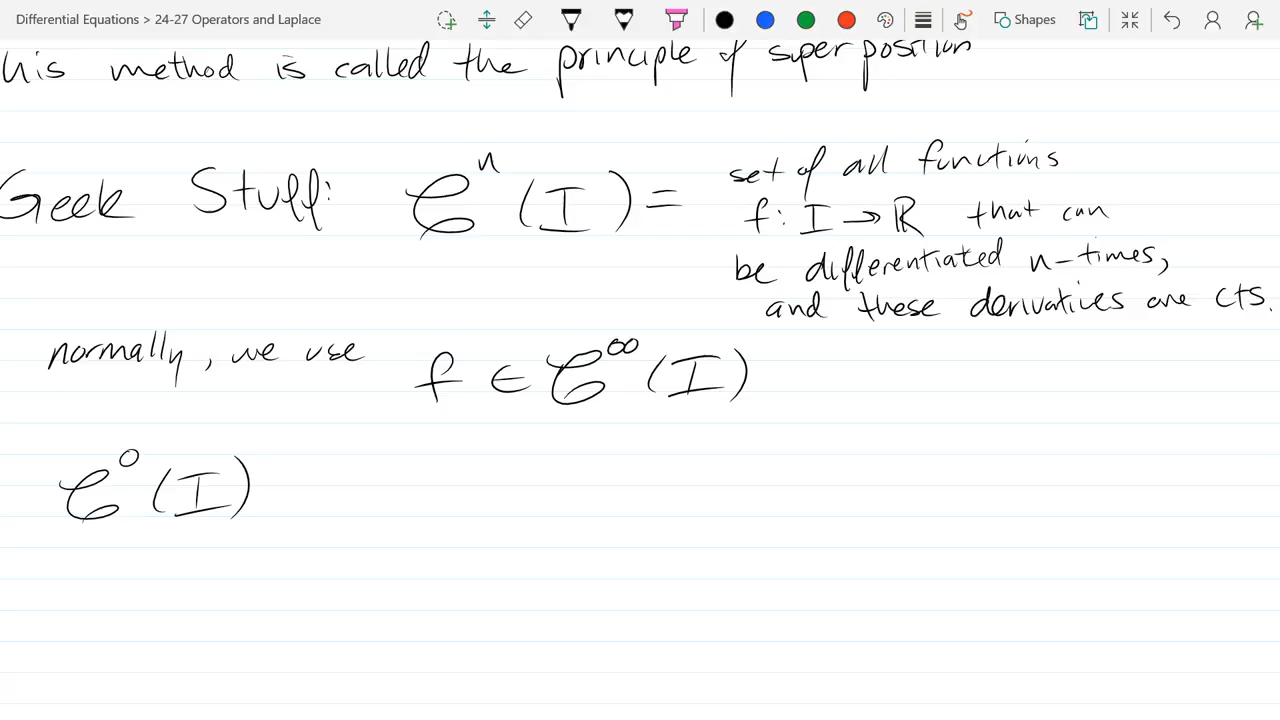 Differential Equations > 24-27 Operators and Laplace
Shapes
his method is called the principle of superposition
Geek Stuff: 𝒞ⁿ(I) = set of all functions
f: I → ℝ that can
be differentiated n-times,
and these derivatives are cts.
normally, we use f ∈ 𝒞^∞(I)
𝒞⁰(I)